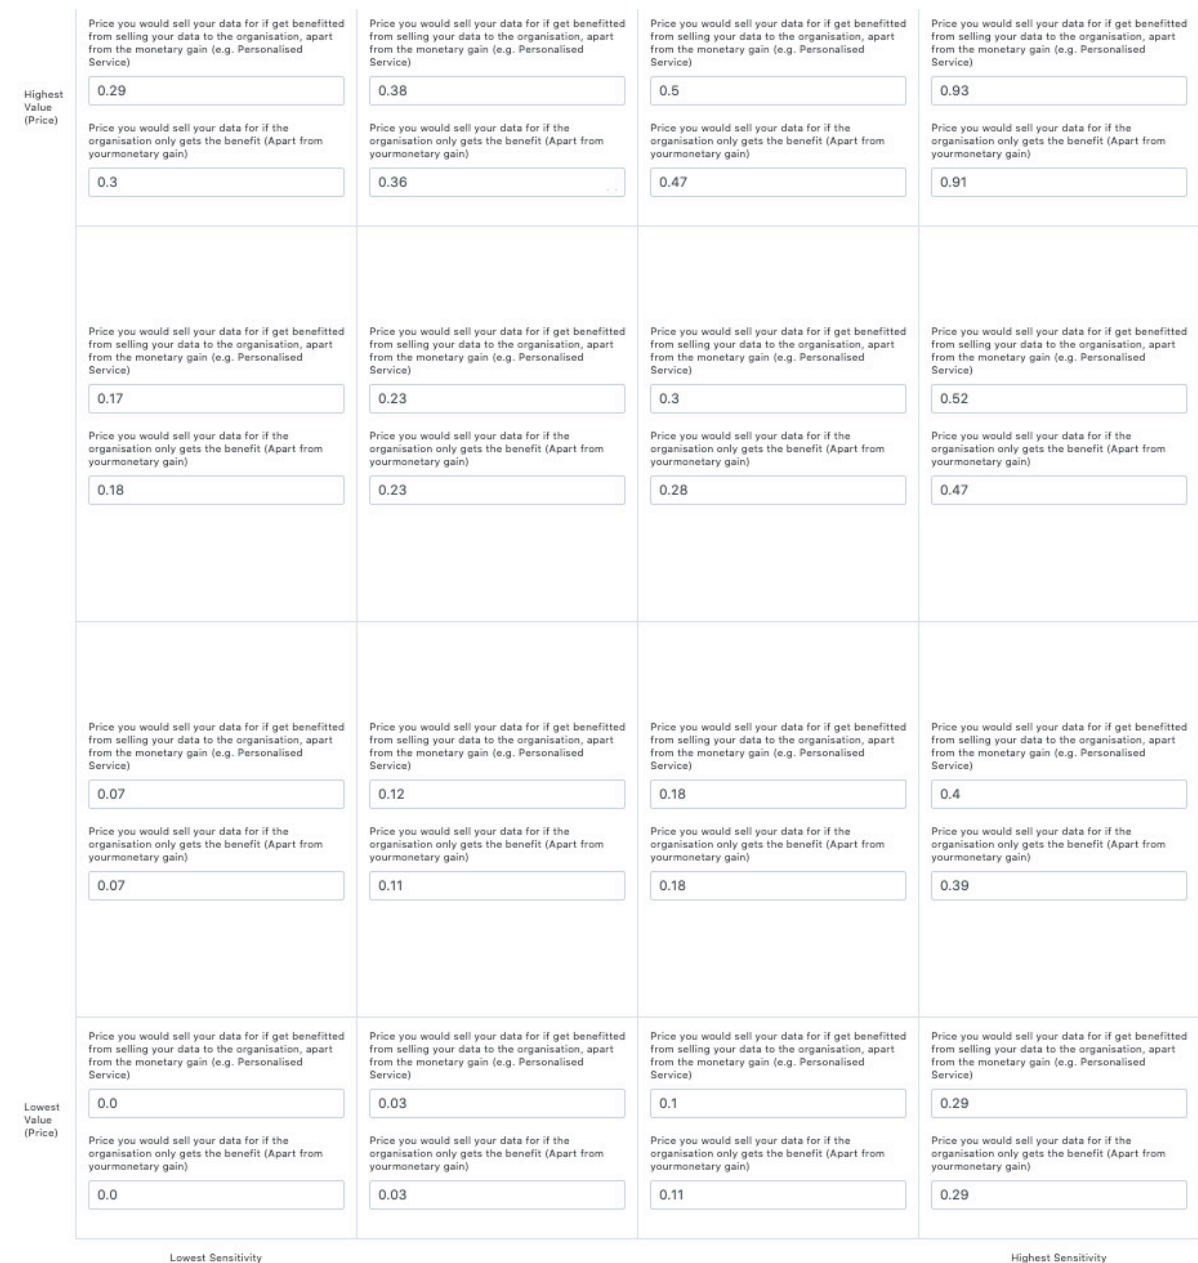 Price you would sell your data for if get benefitted
from selling your data to the organisation, apart
from the monetary gain (e.g. Personalised
Service)
0.29
Price you would sell your data for if the
organisation only gets the benefit (Apart from
yourmonetary gain)
0.3
Price you would sell your data for if get benefitted
from selling your data to the organisation, apart
from the monetary gain (e.g. Personalised
Service)
0.38
Price you would sell your data for if the
organisation only gets the benefit (Apart from
yourmonetary gain)
0.36
Price you would sell your data for if get benefitted
from selling your data to the organisation, apart
from the monetary gain (e.g. Personalised
Service)
0.5
Price you would sell your data for if the
organisation only gets the benefit (Apart from
yourmonetary gain)
0.47
Price you would sell your data for if get benefitted
from selling your data to the organisation, apart
from the monetary gain (e.g. Personalised
Service)
0.93
Price you would sell your data for if the
organisation only gets the benefit (Apart from
yourmonetary gain)
0.91
Highest
Value
(Price)
Price you would sell your data for if get benefitted
from selling your data to the organisation, apart
from the monetary gain (e.g. Personalised
Service)
0.17
Price you would sell your data for if the
organisation only gets the benefit (Apart from
yourmonetary gain)
0.18
Price you would sell your data for if get benefitted
from selling your data to the organisation, apart
from the monetary gain (e.g. Personalised
Service)
0.23
Price you would sell your data for if the
organisation only gets the benefit (Apart from
yourmonetary gain)
0.23
Price you would sell your data for if get benefitted
from selling your data to the organisation, apart
from the monetary gain (e.g. Personalised
Service)
0.3
Price you would sell your data for if the
organisation only gets the benefit (Apart from
yourmonetary gain)
0.28
Price you would sell your data for if get benefitted
from selling your data to the organisation, apart
from the monetary gain (e.g. Personalised
Service)
0.52
Price you would sell your data for if the
organisation only gets the benefit (Apart from
yourmonetary gain)
0.47
Price you would sell your data for if get benefitted
from selling your data to the organisation, apart
from the monetary gain (e.g. Personalised
Service)
0.07
Price you would sell your data for if the
organisation only gets the benefit (Apart from
yourmonetary gain)
0.07
Price you would sell your data for if get benefitted
from selling your data to the organisation, apart
from the monetary gain (e.g. Personalised
Service)
0.12
Price you would sell your data for if the
organisation only gets the benefit (Apart from
yourmonetary gain)
0.11
Price you would sell your data for if get benefitted
from selling your data to the organisation, apart
from the monetary gain (e.g. Personalised
Service)
0.18
Price you would sell your data for if the
organisation only gets the benefit (Apart from
yourmonetary gain)
0.18
Price you would sell your data for if get benefitted
from selling your data to the organisation, apart
from the monetary gain (e.g. Personalised
Service)
0.4
Price you would sell your data for if the
organisation only gets the benefit (Apart from
yourmonetary gain)
0.39
Price you would sell your data for if get benefitted
from selling your data to the organisation, apart
from the monetary gain (e.g. Personalised
Service)
0.0
Price you would sell your data for if the
organisation only gets the benefit (Apart from
yourmonetary gain)
0.0
Price you would sell your data for if get benefitted
from selling your data to the organisation, apart
from the monetary gain (e.g. Personalised
Service)
0.03
Price you would sell your data for if the
organisation only gets the benefit (Apart from
yourmonetary gain)
0.03
Price you would sell your data for if get benefitted
from selling your data to the organisation, apart
from the monetary gain (e.g. Personalised
Service)
0.1
Price you would sell your data for if the
organisation only gets the benefit (Apart from
yourmonetary gain)
0.11
Price you would sell your data for if get benefitted
from selling your data to the organisation, apart
from the monetary gain (e.g. Personalised
Service)
0.29
Price you would sell your data for if the
organisation only gets the benefit (Apart from
yourmonetary gain)
0.29
Lowest
Value
(Price)
Lowest Sensitivity
Highest Sensitivity